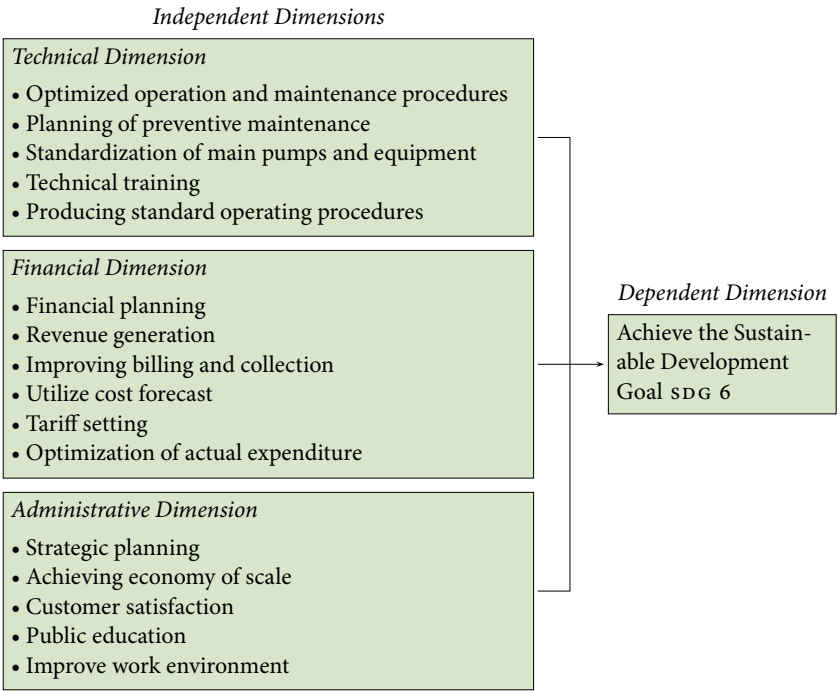 Independent Dimensions
Technical Dimension
• Optimized operation and maintenance procedures
• Planning of preventive maintenance
• Standardization of main pumps and equipment
• Technical training
• Producing standard operating procedures
Financial Dimension
• Financial planning
• Revenue generation
• Improving billing and collection
• Utilize cost forecast
• Tariff setting
• Optimization of actual expenditure
Administrative Dimension
• Strategic planning
• Achieving economy of scale
• Customer satisfaction
• Public education
• Improve work environment
Dependent Dimension
Achieve the Sustain-
able Development
Goal SDG 6